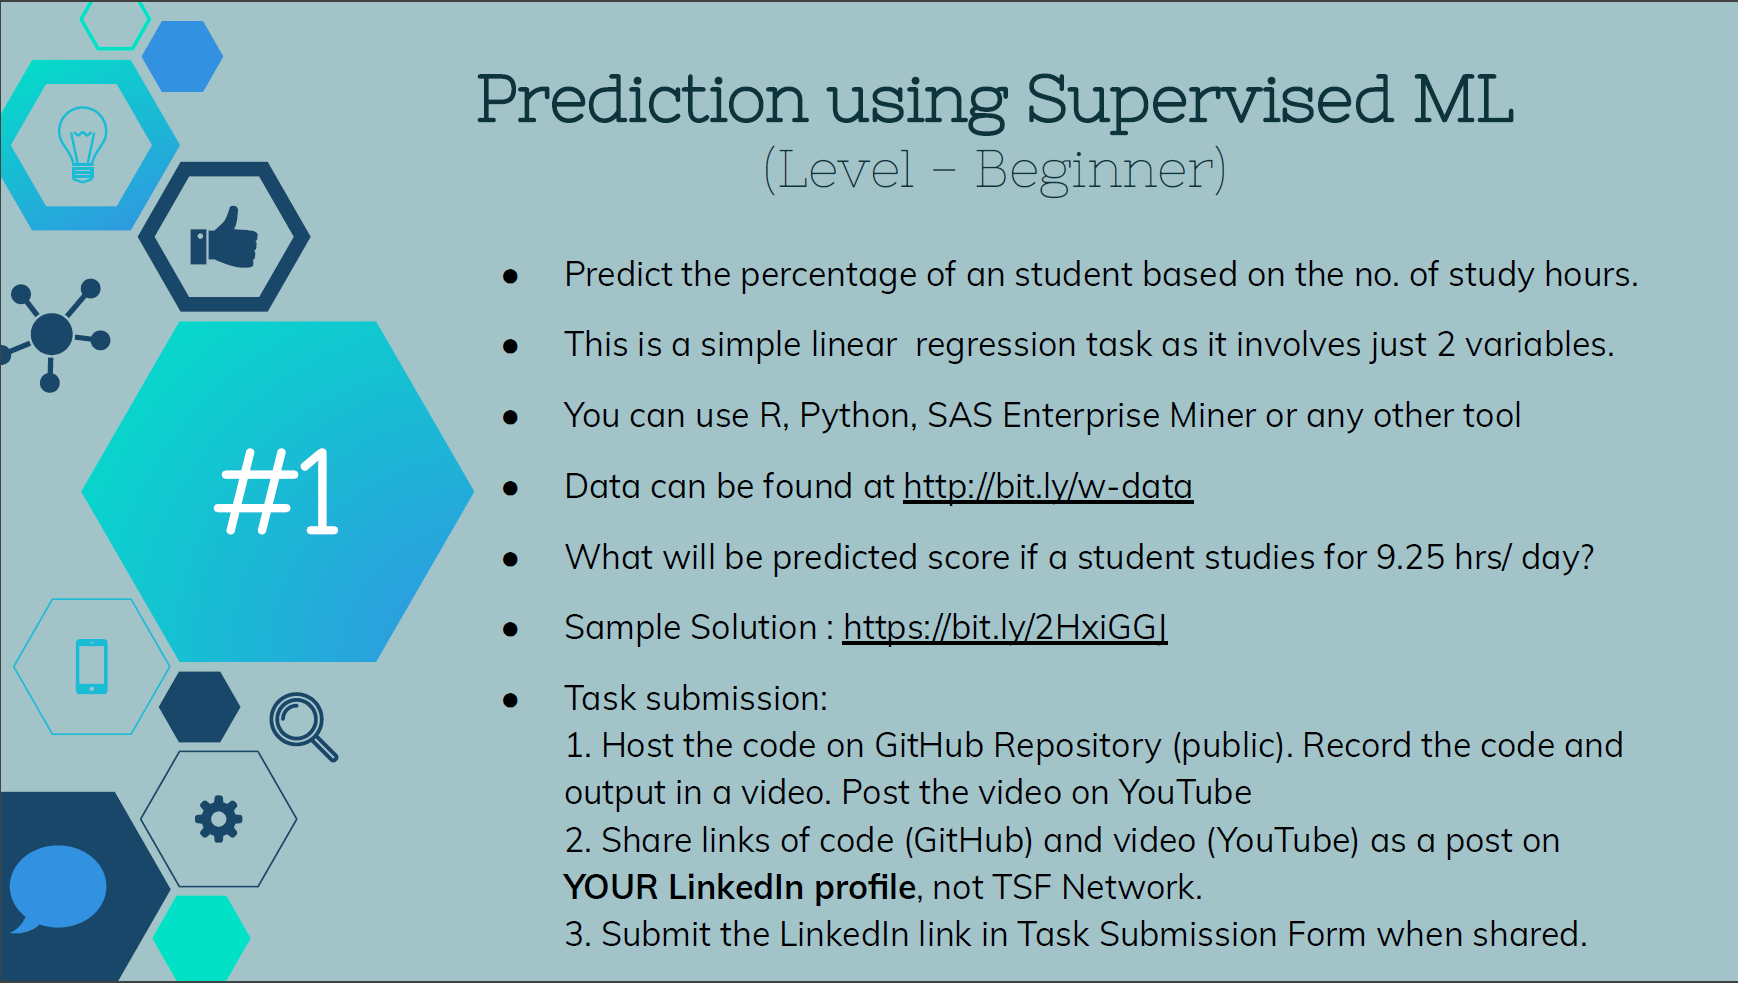 Prediction using Supervised ML
(Level – Beginner)
#1
● Predict the percentage of an student based on the no. of study hours.
● This is a simple linear  regression task as it involves just 2 variables.
● You can use R, Python, SAS Enterprise Miner or any other tool
● Data can be found at http://bit.ly/w-data
● What will be predicted score if a student studies for 9.25 hrs/ day?
● Sample Solution : https://bit.ly/2HxiGGJ
● Task submission:
1. Host the code on GitHub Repository (public). Record the code and
output in a video. Post the video on YouTube
2. Share links of code (GitHub) and video (YouTube) as a post on
YOUR LinkedIn profile, not TSF Network.
3. Submit the LinkedIn link in Task Submission Form when shared.